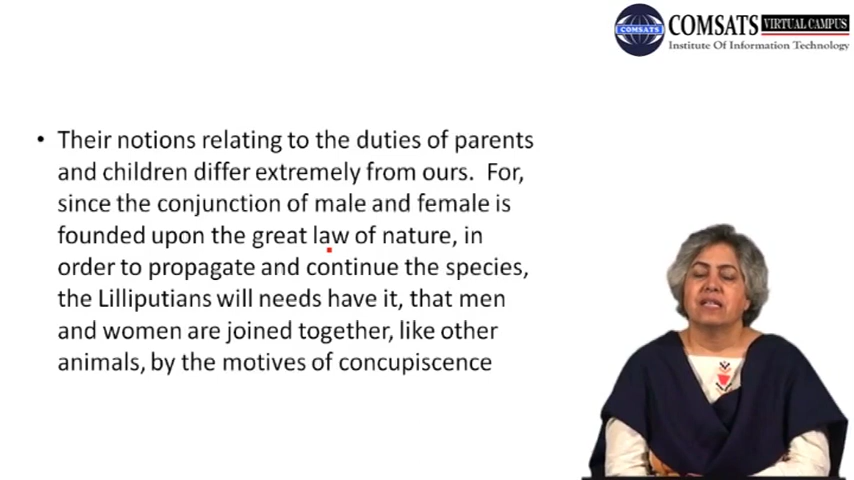 COMSATS
COMSATS VIRTUAL CAMPUS
Institute Of Information Technology
• Their notions relating to the duties of parents
and children differ extremely from ours. For,
since the conjunction of male and female is
founded upon the great law of nature, in
order to propagate and continue the species,
the Lilliputians will needs have it, that men
and women are joined together, like other
animals, by the motives of concupiscence